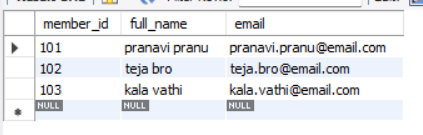 member_id full_name email
101 pranavi pranu pranavi.pranu@email.com
102 teja bro teja.bro@email.com
103 kala vathi kala.vathi@email.com
NULL NULL NULL